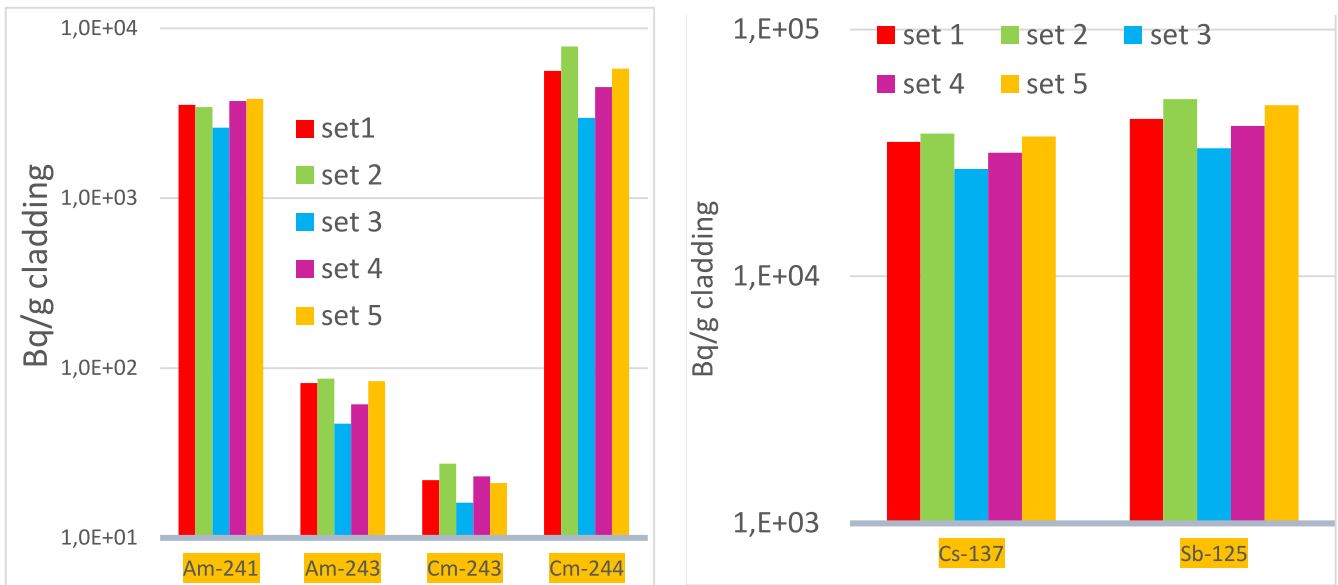 1,0E+04
1,0E+03
1,0E+02
1,0E+01
Bq/g cladding
set1
set 2
set 3
set 4
set 5
Am-241 Am-243 Cm-243 Cm-244
1,E+05
1,E+04
1,E+03
Bq/g cladding
set 1 set 2 set 3
set 4 set 5
Cs-137 Sb-125